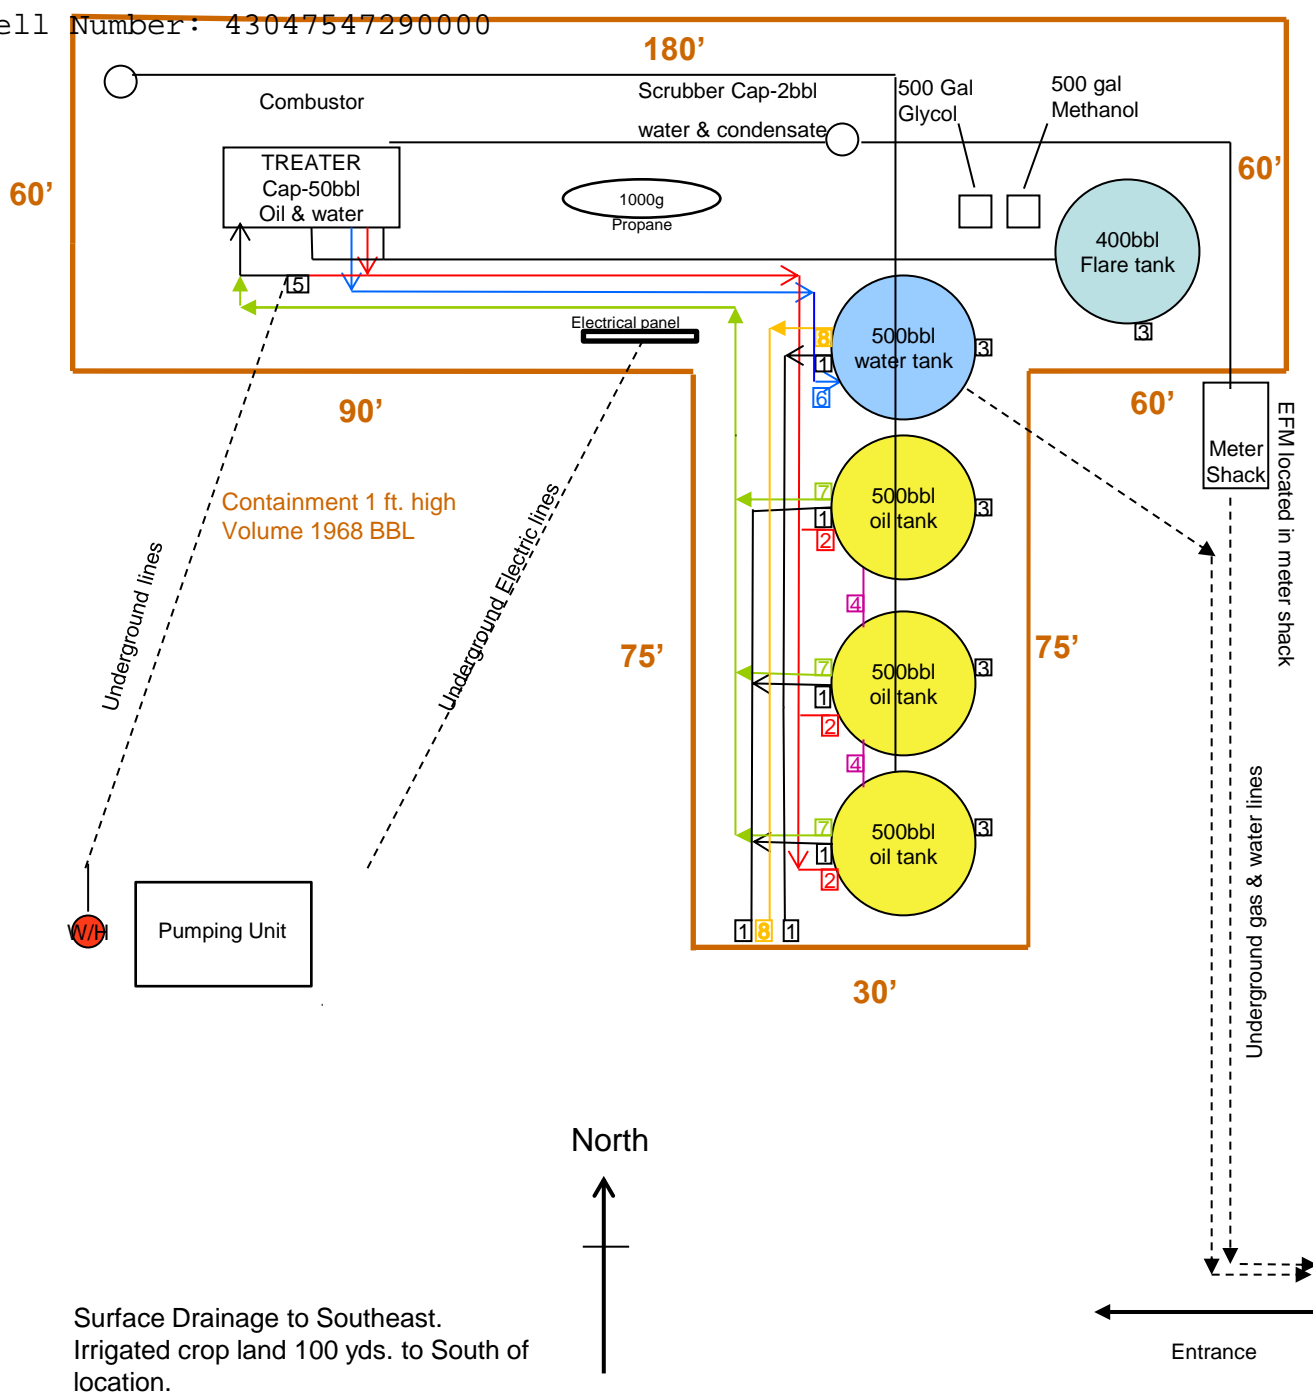 ell Number: 43047547290000
180’
Combustor
Scrubber Cap-2bbl
water & condensate
500 Gal
Glycol
500 gal
Methanol
TREATER
Cap-50bbl
Oil & water
60’
1000g
Propane
60’
400bbl
Flare tank
3
5
Electrical panel
8
1
6
500bbl
water tank
3
90’
60’
Meter
Shack
EFM located in meter shack
Containment 1 ft. high
Volume 1968 BBL
7
1
2
500bbl
oil tank
3
Underground lines
Underground Electric lines
4
75’
75’
7
1
2
500bbl
oil tank
3
4
7
1
2
500bbl
oil tank
3
Underground gas & water lines
W/H
Pumping Unit
1
8
1
30’
North
Surface Drainage to Southeast.
Irrigated crop land 100 yds. to South of
location.
Entrance